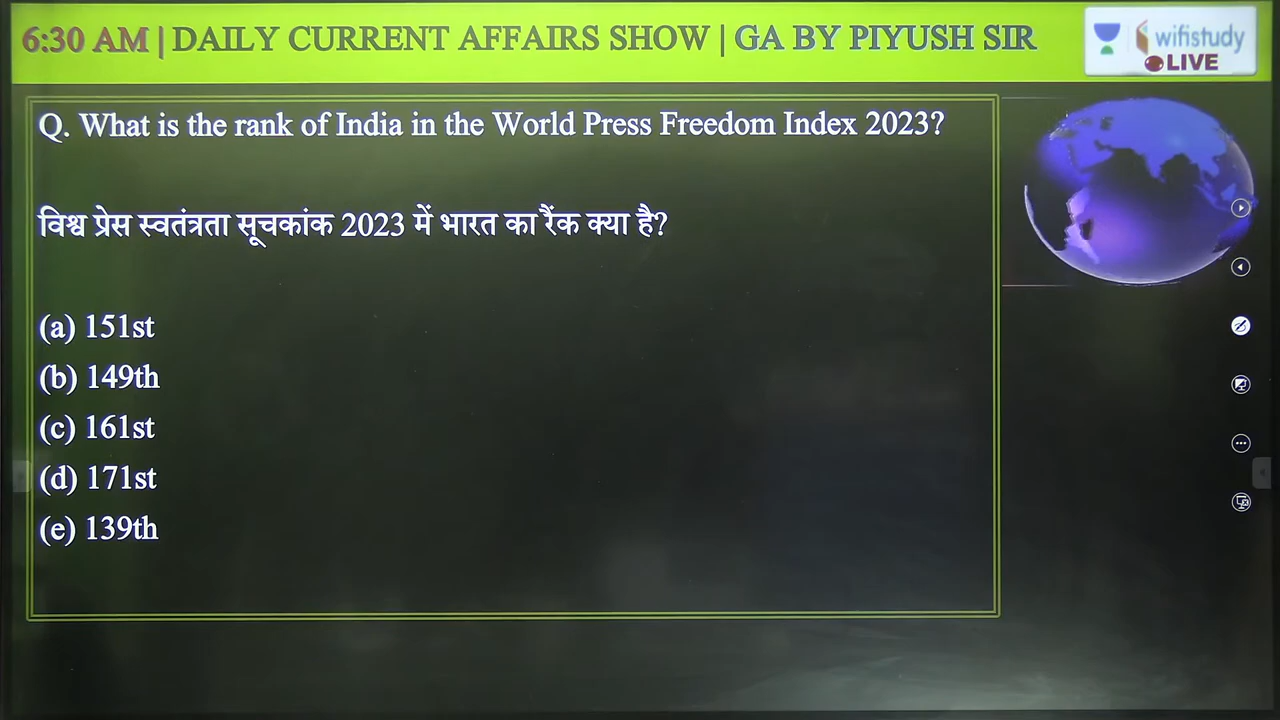 6:30 AM | DAILY CURRENT AFFAIRS SHOW | GA BY PIYUSH SIR
wifistudy
LIVE
Q. What is the rank of India in the World Press Freedom Index 2023?
विश्व प्रेस स्वतंत्रता सूचकांक 2023 में भारत का रैंक क्या है?
(a) 151st
(b) 149th
(c) 161st
(d) 171st
(e) 139th